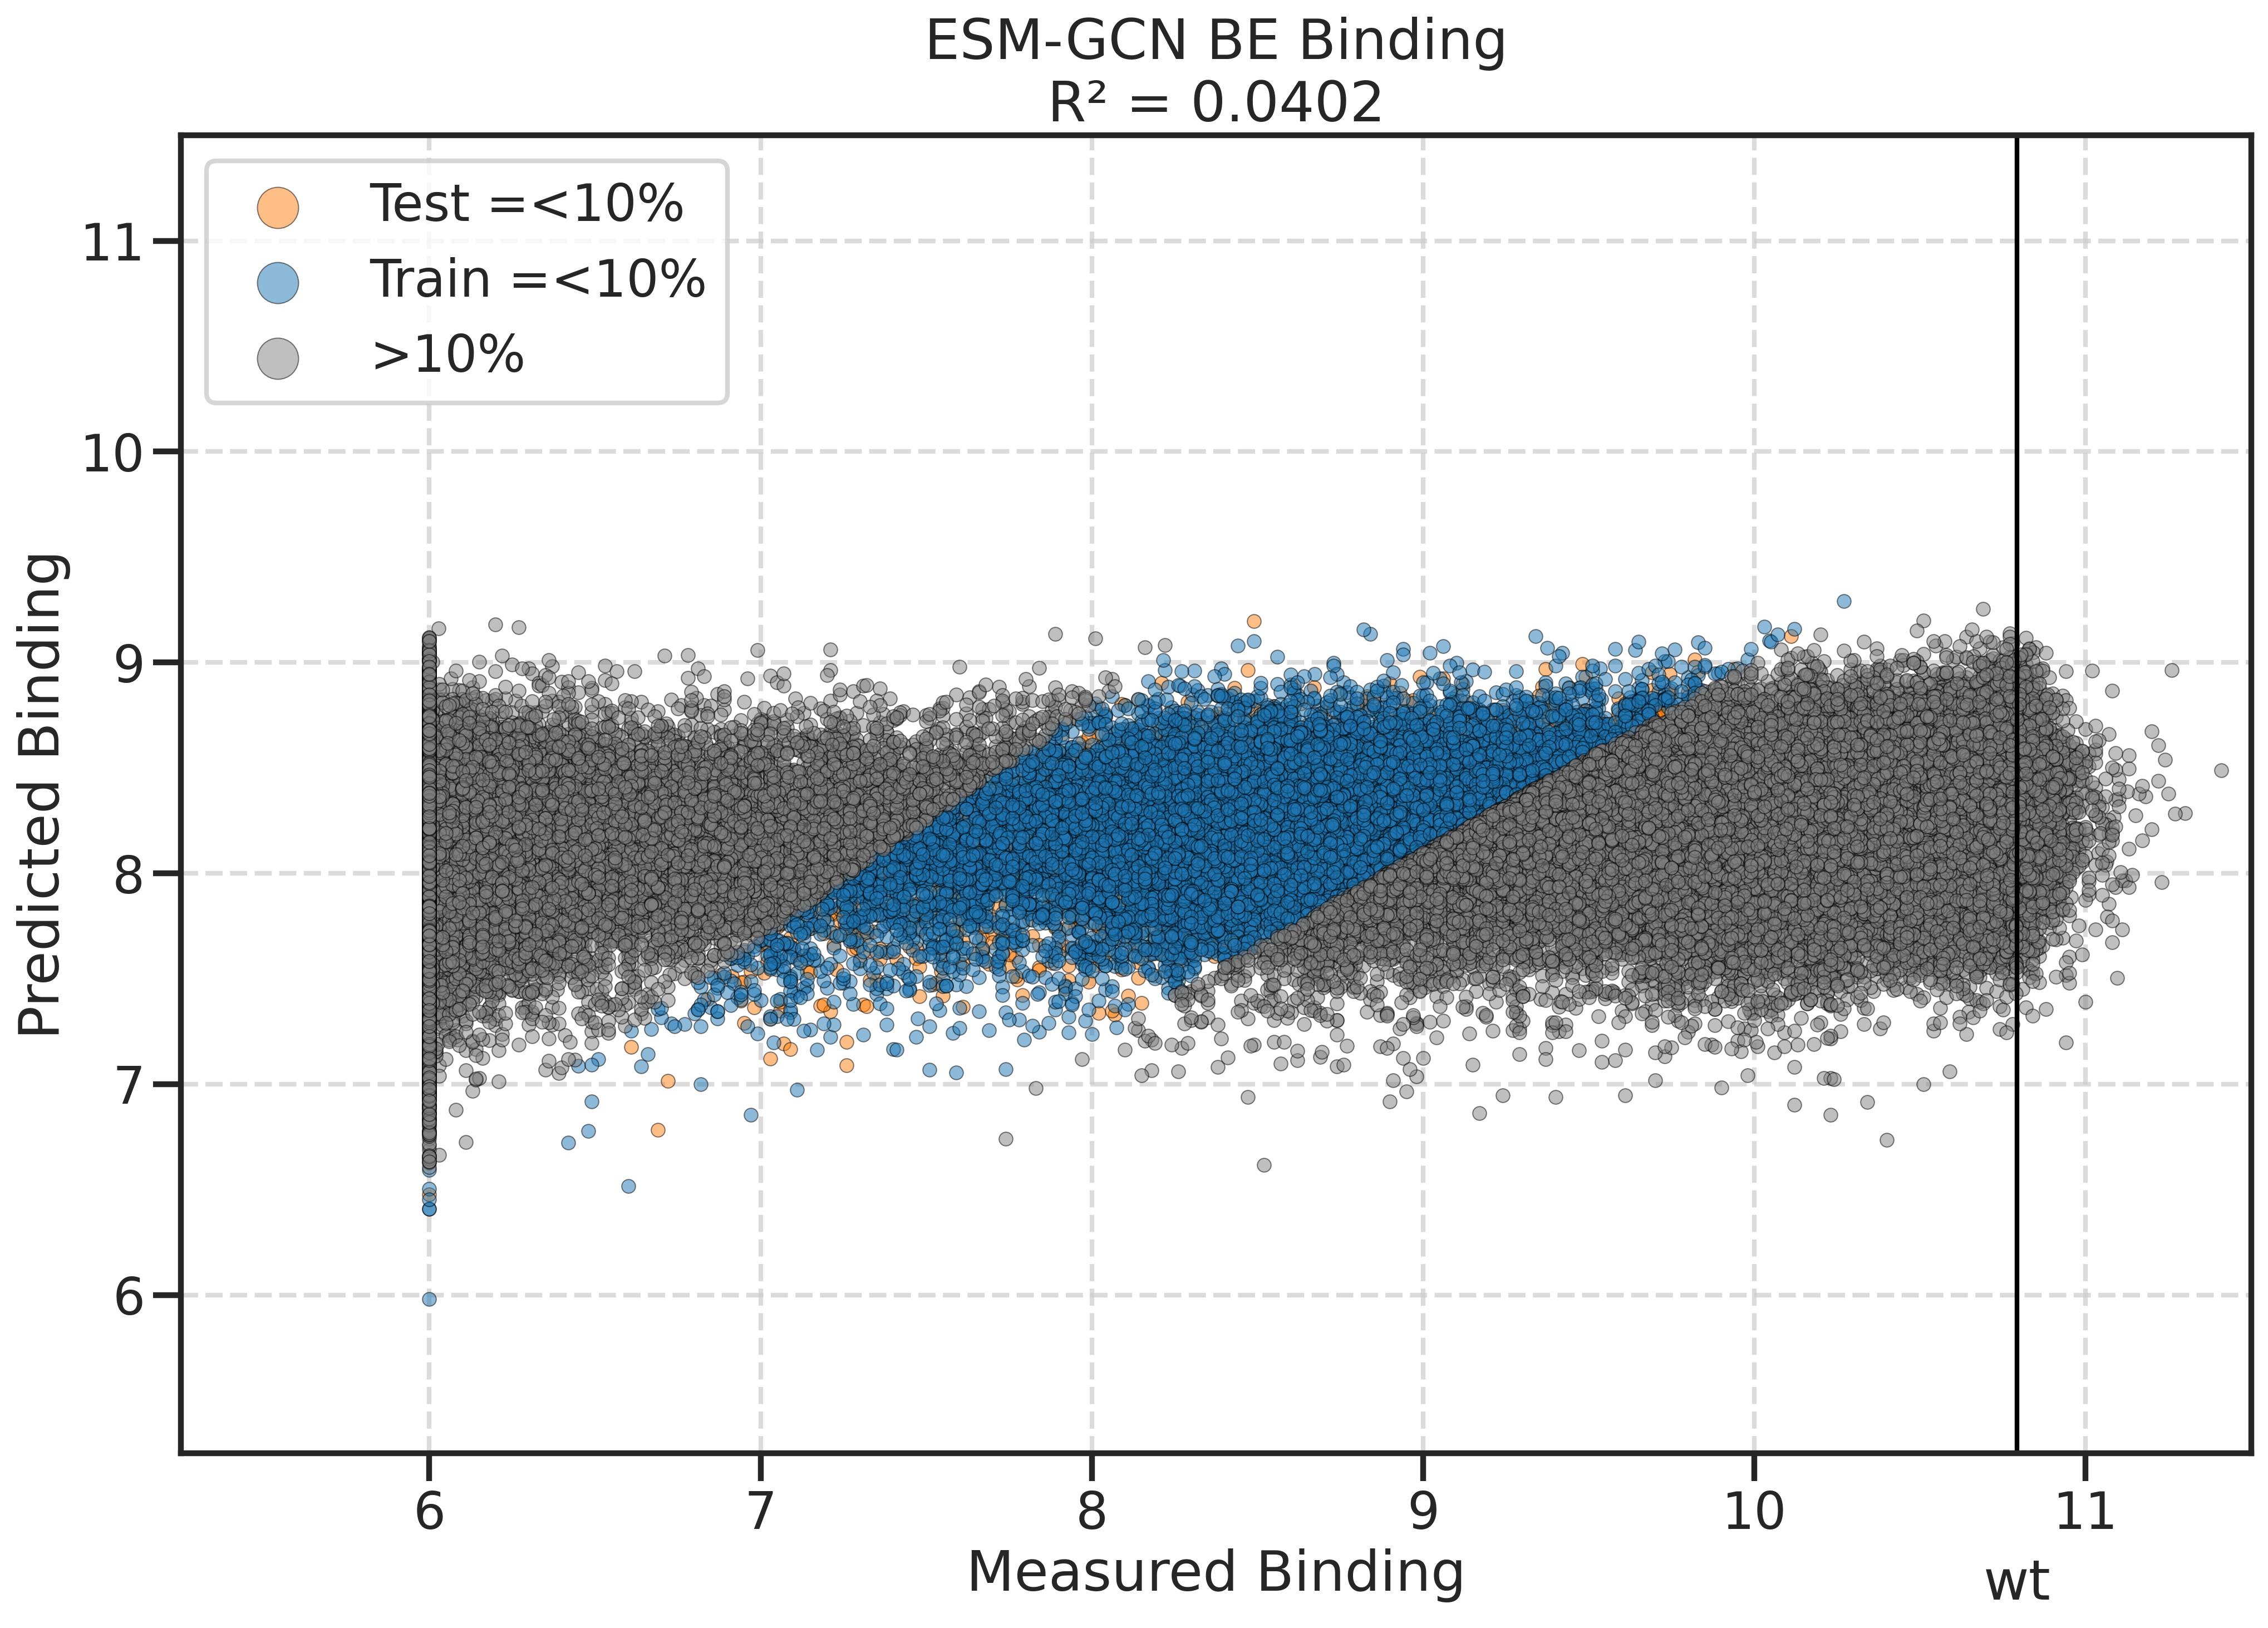 ESM-GCN BE Binding
R² = 0.0402
Test =<10%
Train =<10%
>10%
Predicted Binding
11
10
9
8
7
6
6 7 8 9 10 11
Measured Binding
wt